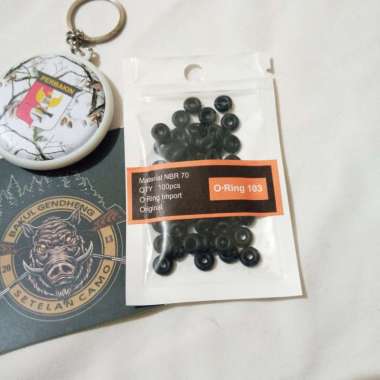 PERBAKIN
Material NBR 70
QTY 100pcs
O-Ring Import
Original
O-Ring 103
BAKUL GENDHENG
20 13
SETELAN CAMO